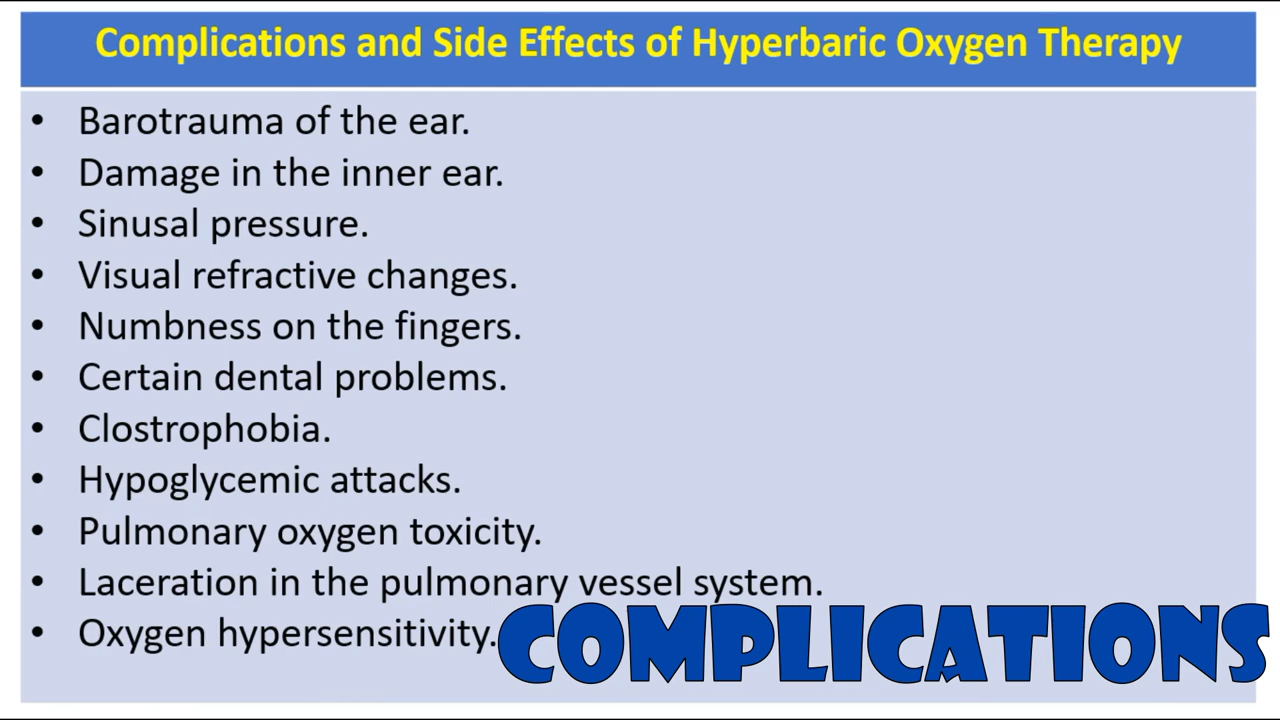 Complications and Side Effects of Hyperbaric Oxygen Therapy
• Barotrauma of the ear.
• Damage in the inner ear.
• Sinusal pressure.
• Visual refractive changes.
• Numbness on the fingers.
• Certain dental problems.
• Clostrophobia.
• Hypoglycemic attacks.
• Pulmonary oxygen toxicity.
• Laceration in the pulmonary vessel system.
• Oxygen hypersensitivity.
COMPLICATIONS